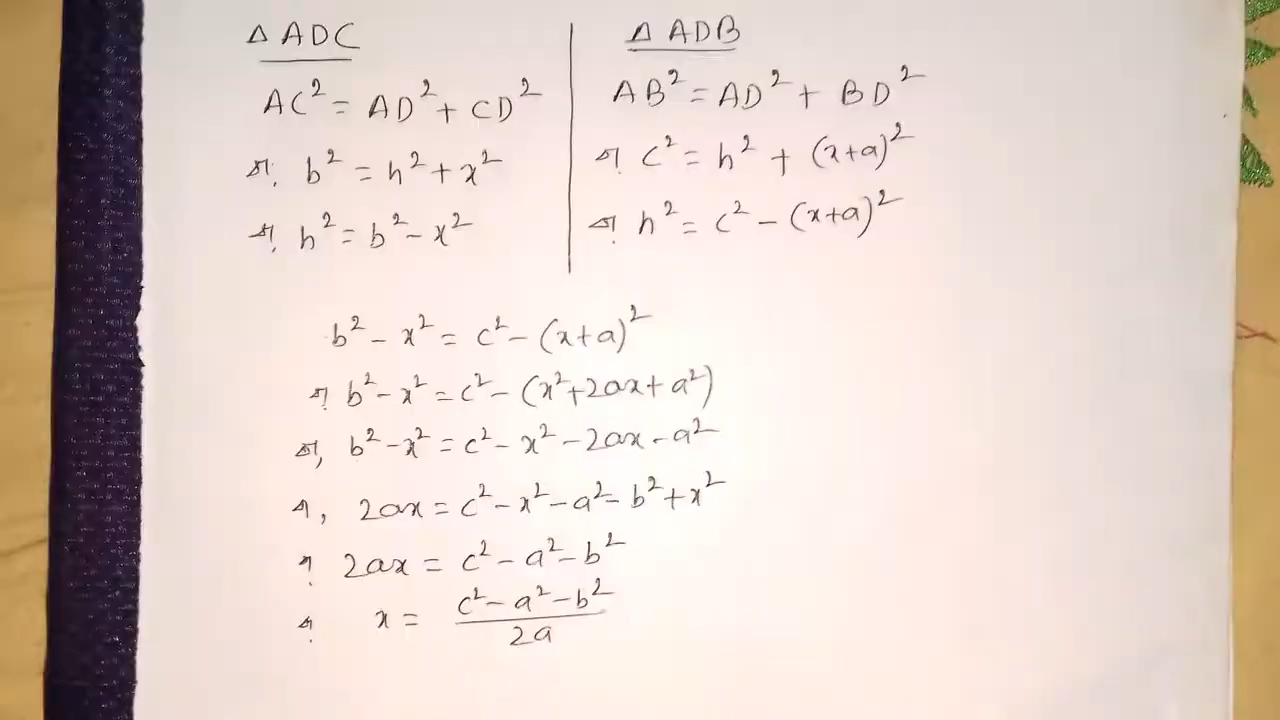 △ ADC
AC² = AD² + CD²
বা, b² = h² + x²
বা, h² = b² − x²
△ ADB
AB² = AD² + BD²
বা, c² = h² + (x+a)²
বা, h² = c² − (x+a)²
b² − x² = c² − (x+a)²
বা, b² − x² = c² − (x²+2ax+a²)
বা, b² − x² = c² − x² − 2ax − a²
বা, 2ax = c² − x² − a² − b² + x²
বা, 2ax = c² − a² − b²
বা, x = (c² − a² − b²)/2a